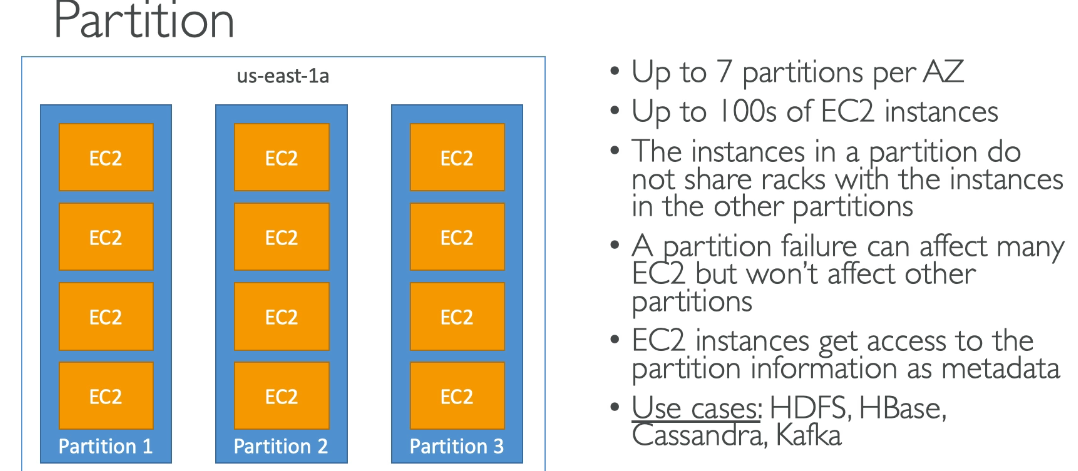 Partition
us-east-1a
EC2 EC2 EC2
EC2 EC2 EC2
EC2 EC2 EC2
EC2 EC2 EC2
Partition 1 Partition 2 Partition 3
• Up to 7 partitions per AZ
• Up to 100s of EC2 instances
• The instances in a partition do
not share racks with the instances
in the other partitions
• A partition failure can affect many
EC2 but won't affect other
partitions
• EC2 instances get access to the
partition information as metadata
• Use cases: HDFS, HBase,
Cassandra, Kafka